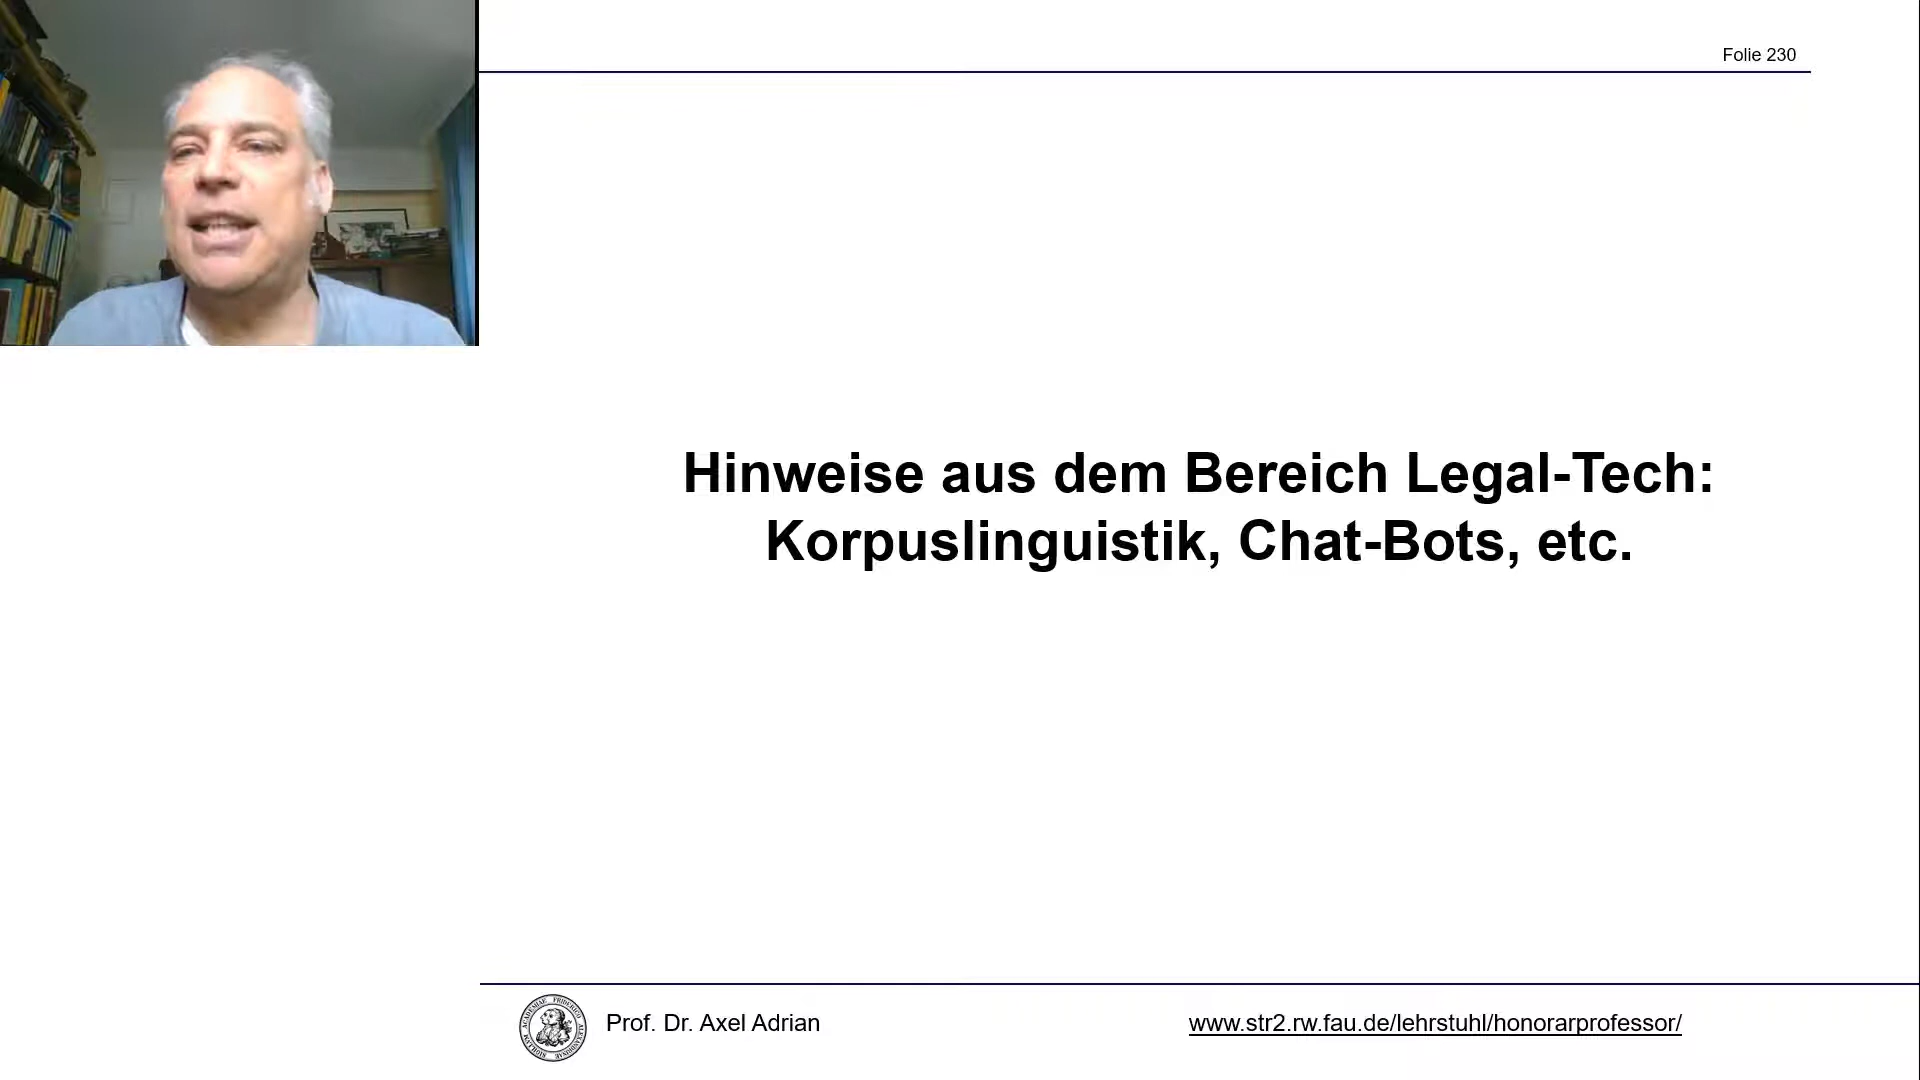 Folie 230
Hinweise aus dem Bereich Legal-Tech:
Korpuslinguistik, Chat-Bots, etc.
Prof. Dr. Axel Adrian
www.str2.rw.fau.de/lehrstuhl/honorarprofessor/